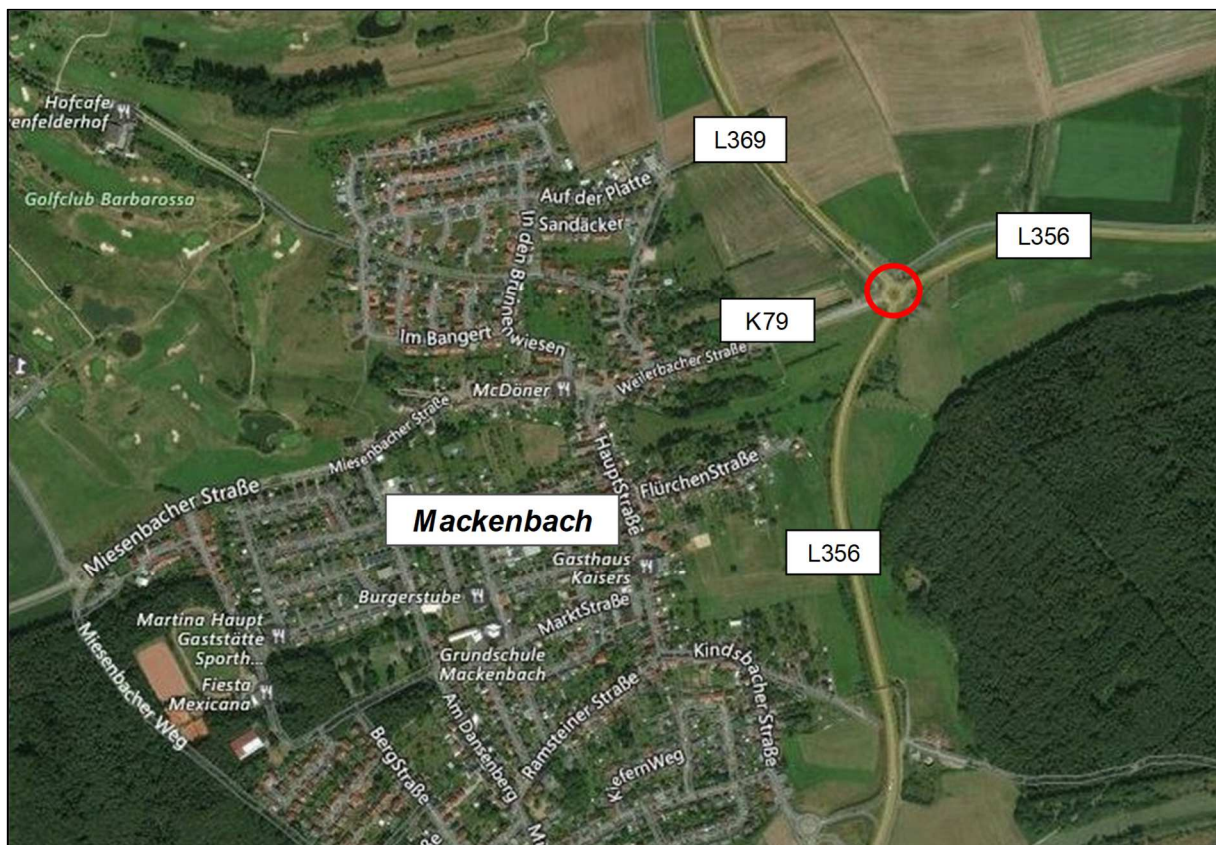 Hofcafe
enfelderhof
L369
Golfclub Barbarossa
Auf der Platte
Sandäcker
In den Brunnenwiesen
L356
K79
Im Bangert
Weilerbacher Straße
McDöner
Miesenbacher Straße
HauptStraße
FlürchenStraße
Miesenbacher Straße
Mackenbach
L356
Gasthaus
Kaisers
Burgerstube
MarktStraße
Martina Haupt
Gaststätte
Sporth...
Grundschule
Mackenbach
Kindsbacher Straße
Miesenbacher Weg
Fiesta
Mexicana
Ramsteiner Straße
Am Dansenberg
BergStraße
KiefernWeg